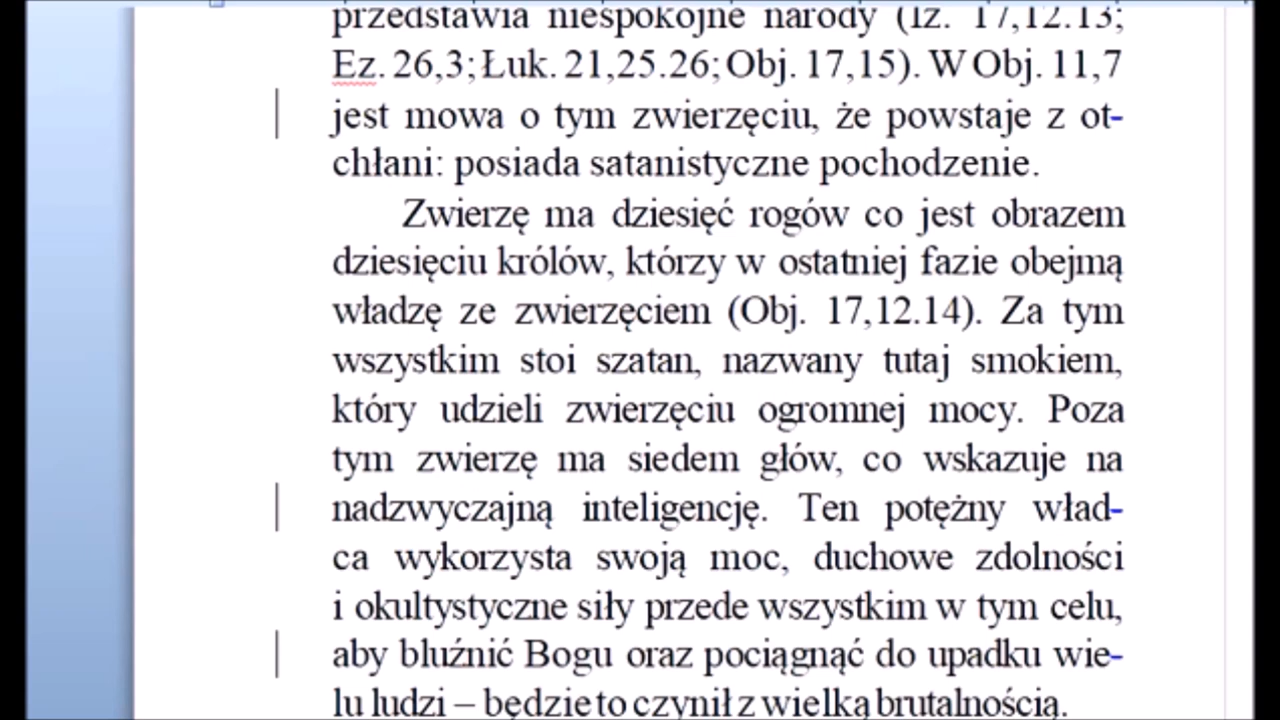 przedstawia niespokojne narody (Iz. 17,12.13;
Ez. 26,3; Łuk. 21,25.26; Obj. 17,15). W Obj. 11,7
jest mowa o tym zwierzęciu, że powstaje z ot-
chłani: posiada satanistyczne pochodzenie.
Zwierzę ma dziesięć rogów co jest obrazem
dziesięciu królów, którzy w ostatniej fazie obejmą
władzę ze zwierzęciem (Obj. 17,12.14). Za tym
wszystkim stoi szatan, nazwany tutaj smokiem,
który udzieli zwierzęciu ogromnej mocy. Poza
tym zwierzę ma siedem głów, co wskazuje na
nadzwyczajną inteligencję. Ten potężny wład-
ca wykorzysta swoją moc, duchowe zdolności
i okultystyczne siły przede wszystkim w tym celu,
aby bluźnić Bogu oraz pociągnąć do upadku wie-
lu ludzi – będzie to czynił z wielką brutalnością.